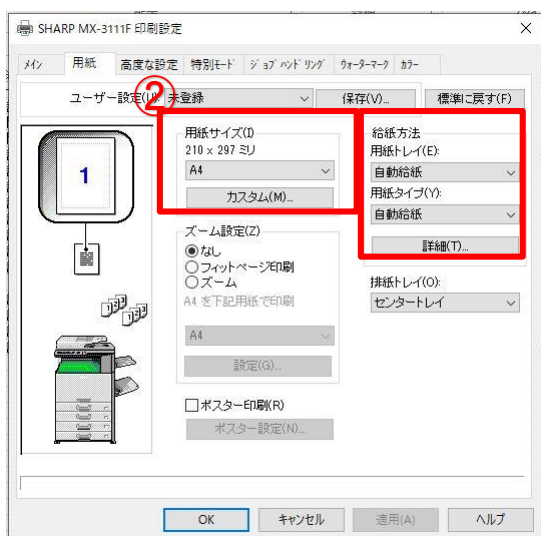 SHARP MX-3111F 印刷設定
メイン 用紙 高度な設定 特別モード ジョブハンドリング ウォーターマーク カラー
ユーザー設定(U): 未登録 保存(V)... 標準に戻す(F)
②
用紙サイズ(I)
210 x 297 ミリ
A4
カスタム(M)...
給紙方法
用紙トレイ(E):
自動給紙
用紙タイプ(Y):
自動給紙
詳細(T)...
1
ズーム設定(Z)
なし
フィットページ印刷
ズーム
A4 を下記用紙で印刷
A4
設定(G)...
排紙トレイ(O):
センタートレイ
123
123
ポスター印刷(R)
ポスター設定(N)...
OK キャンセル 適用(A) ヘルプ